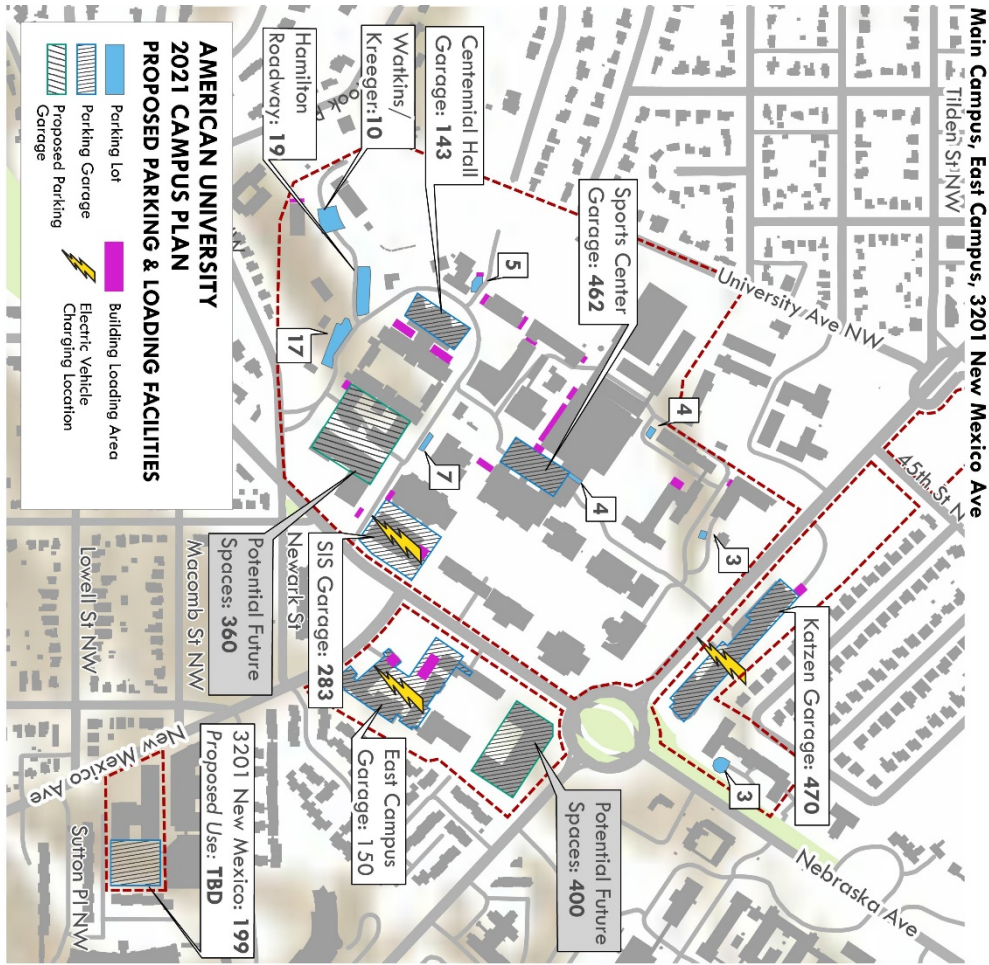 Main Campus, East Campus, 3201 New Mexico Ave
Tilden St NW
University Ave NW
45th St N
Sports Center
Garage: 462
Centennial Hall
Garage: 143
Watkins/
Kreeger:10
Hamilton
Roadway: 19
5
17
7
4
4
3
3
Katzen Garage: 470
Nebraska Ave
Potential Future
Spaces: 400
East Campus
Garage: 150
SIS Garage: 283
Potential Future
Spaces: 360
Newark St
Macomb St NW
Lowell St NW
New Mexico Ave
3201 New Mexico: 199
Proposed Use: TBD
Sutton Pl NW
AMERICAN UNIVERSITY
2021 CAMPUS PLAN
PROPOSED PARKING & LOADING FACILITIES
Parking Lot
Parking Garage
Proposed Parking
Garage
Building Loading Area
Electric Vehicle
Charging Location